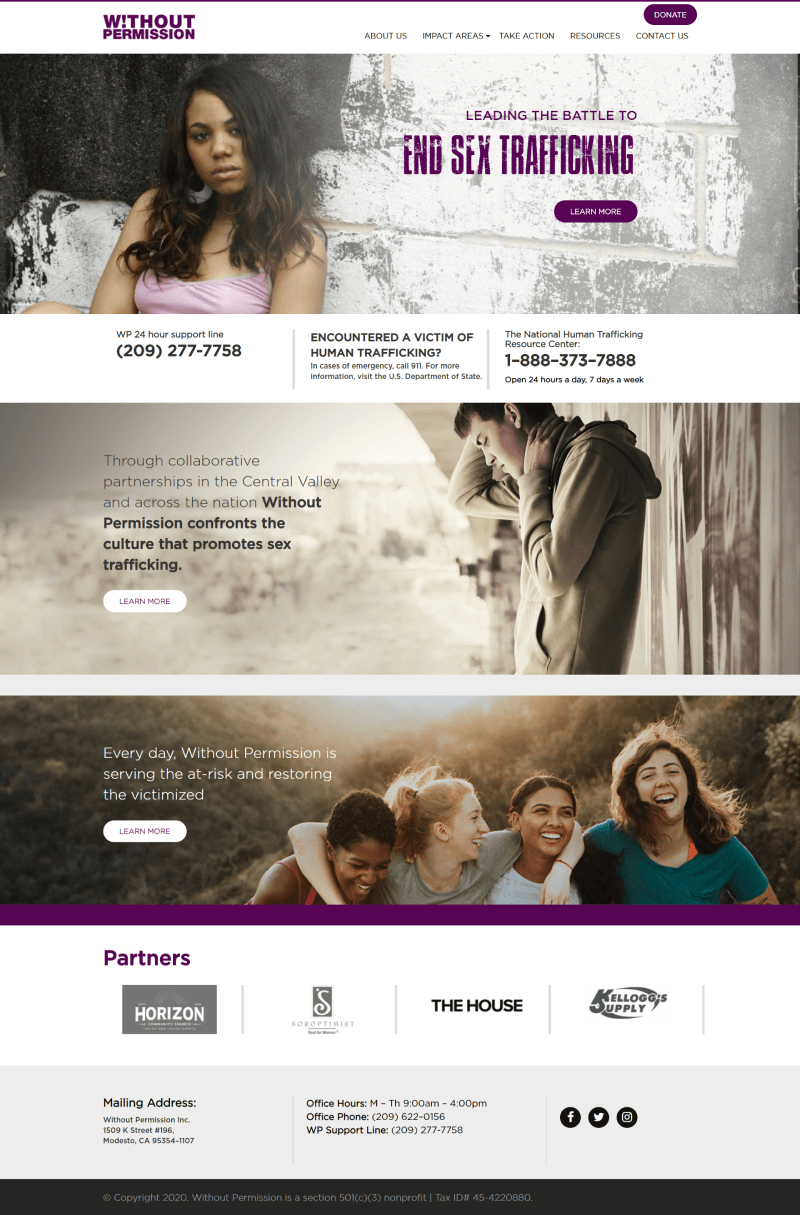 W!THOUT
PERMISSION
DONATE
ABOUT US IMPACT AREAS TAKE ACTION RESOURCES CONTACT US
LEADING THE BATTLE TO
END SEX TRAFFICKING
LEARN MORE
WP 24 hour support line
(209) 277-7758
ENCOUNTERED A VICTIM OF
HUMAN TRAFFICKING?
In cases of emergency, call 911. For more
information, visit the U.S. Department of State.
The National Human Trafficking
Resource Center:
1–888–373–7888
Open 24 hours a day, 7 days a week
Through collaborative
partnerships in the Central Valley
and across the nation Without
Permission confronts the
culture that promotes sex
trafficking.
LEARN MORE
Every day, Without Permission is
serving the at-risk and restoring
the victimized
LEARN MORE
Partners
HORIZON
COMMUNITY CHURCH
SOROPTIMIST
Best for Women™
THE HOUSE
KELLOGG'S
SUPPLY
Mailing Address:
Without Permission Inc.
1509 K Street #196,
Modesto, CA 95354–1107
Office Hours: M – Th 9:00am – 4:00pm
Office Phone: (209) 622–0156
WP Support Line: (209) 277-7758
© Copyright 2020. Without Permission is a section 501(c)(3) nonprofit | Tax ID# 45-4220880.